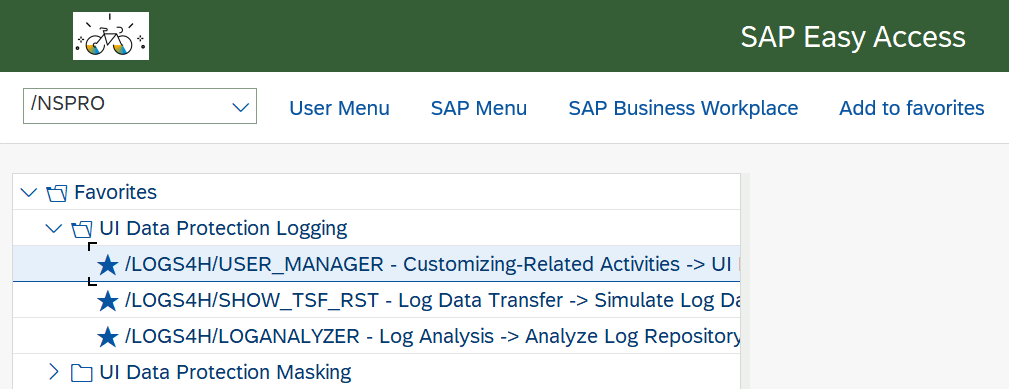 SAP Easy Access
/NSPRO
User Menu SAP Menu SAP Business Workplace Add to favorites
Favorites
UI Data Protection Logging
/LOGS4H/USER_MANAGER - Customizing-Related Activities -> UI
/LOGS4H/SHOW_TSF_RST - Log Data Transfer -> Simulate Log Da
/LOGS4H/LOGANALYZER - Log Analysis -> Analyze Log Repository
UI Data Protection Masking